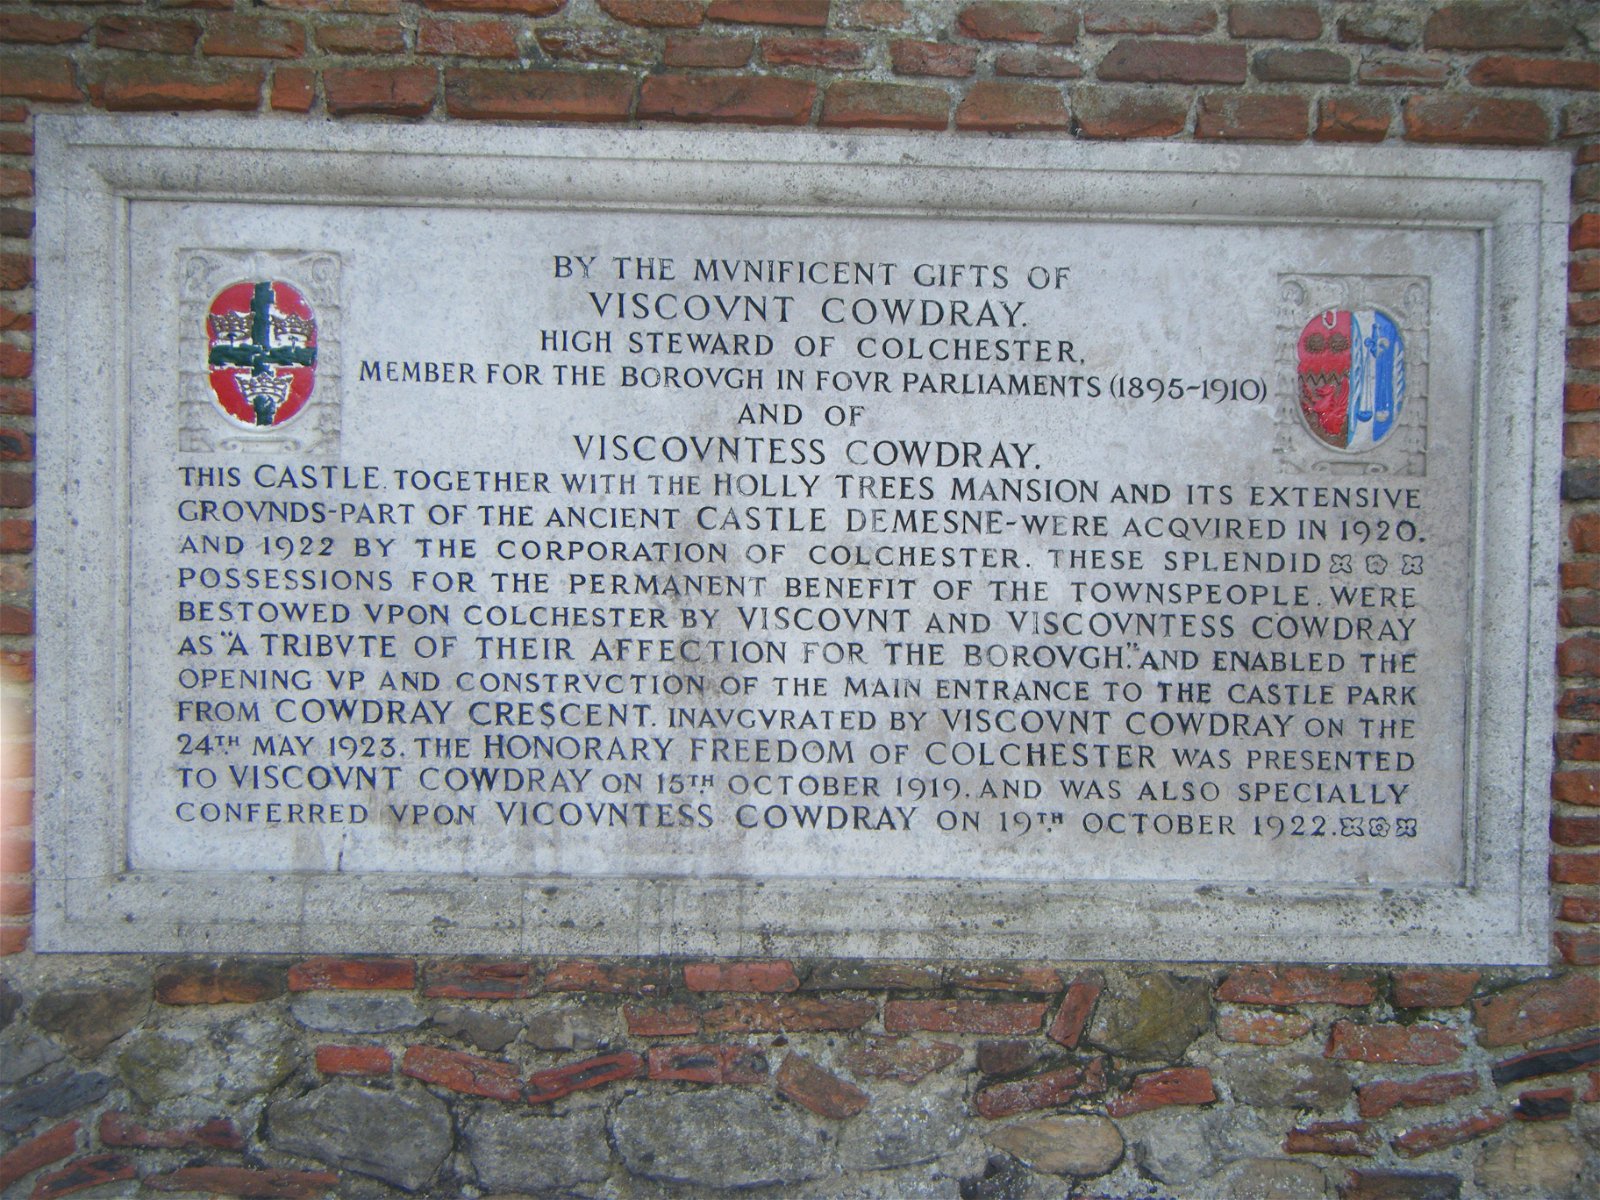 BY THE MVNIFICENT GIFTS OF
VISCOVNT COWDRAY.
HIGH STEWARD OF COLCHESTER,
MEMBER FOR THE BOROVGH IN FOVR PARLIAMENTS (1895-1910)
AND OF
VISCOVNTESS COWDRAY.
THIS CASTLE. TOGETHER WITH THE HOLLY TREES MANSION AND ITS EXTENSIVE
GROVNDS-PART OF THE ANCIENT CASTLE DEMESNE-WERE ACQVIRED IN 1920.
AND 1922 BY THE CORPORATION OF COLCHESTER. THESE SPLENDID
POSSESSIONS FOR THE PERMANENT BENEFIT OF THE TOWNSPEOPLE. WERE
BESTOWED VPON COLCHESTER BY VISCOVNT AND VISCOVNTESS COWDRAY
AS "A TRIBVTE OF THEIR AFFECTION FOR THE BOROVGH". AND ENABLED THE
OPENING VP AND CONSTRVCTION OF THE MAIN ENTRANCE TO THE CASTLE PARK
FROM COWDRAY CRESCENT. INAVGVRATED BY VISCOVNT COWDRAY ON THE
24TH MAY 1923. THE HONORARY FREEDOM OF COLCHESTER WAS PRESENTED
TO VISCOVNT COWDRAY ON 15TH OCTOBER 1919. AND WAS ALSO SPECIALLY
CONFERRED VPON VICOVNTESS COWDRAY ON 19TH OCTOBER 1922.